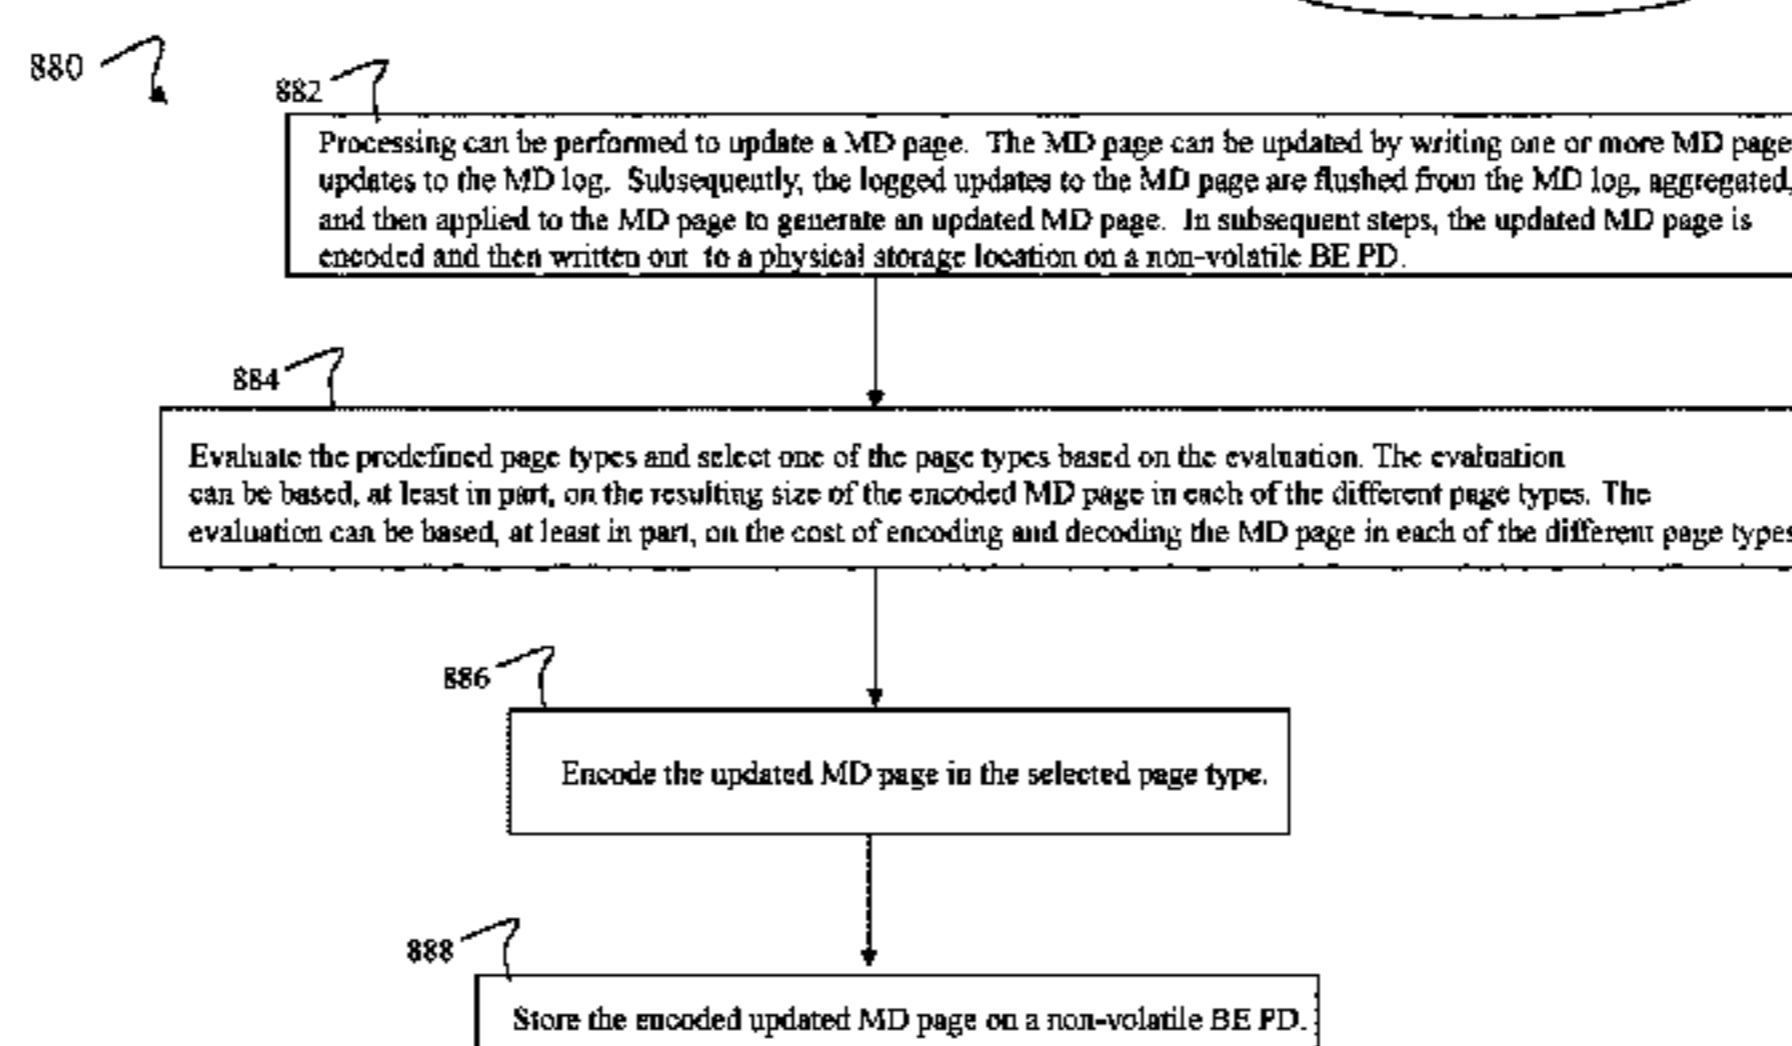 880
882
Processing can be performed to update a MD page. The MD page can be updated by writing one or more MD page
updates to the MD log. Subsequently, the logged updates to the MD page are flushed from the MD log, aggregated,
and then applied to the MD page to generate an updated MD page. In subsequent steps, the updated MD page is
encoded and then written out to a physical storage location on a non-volatile BE PD.
884
Evaluate the predefined page types and select one of the page types based on the evaluation. The evaluation
can be based, at least in part, on the resulting size of the encoded MD page in each of the different page types. The
evaluation can be based, at least in part, on the cost of encoding and decoding the MD page in each of the different page types
886
Encode the updated MD page in the selected page type.
888
Store the encoded updated MD page on a non-volatile BE PD.